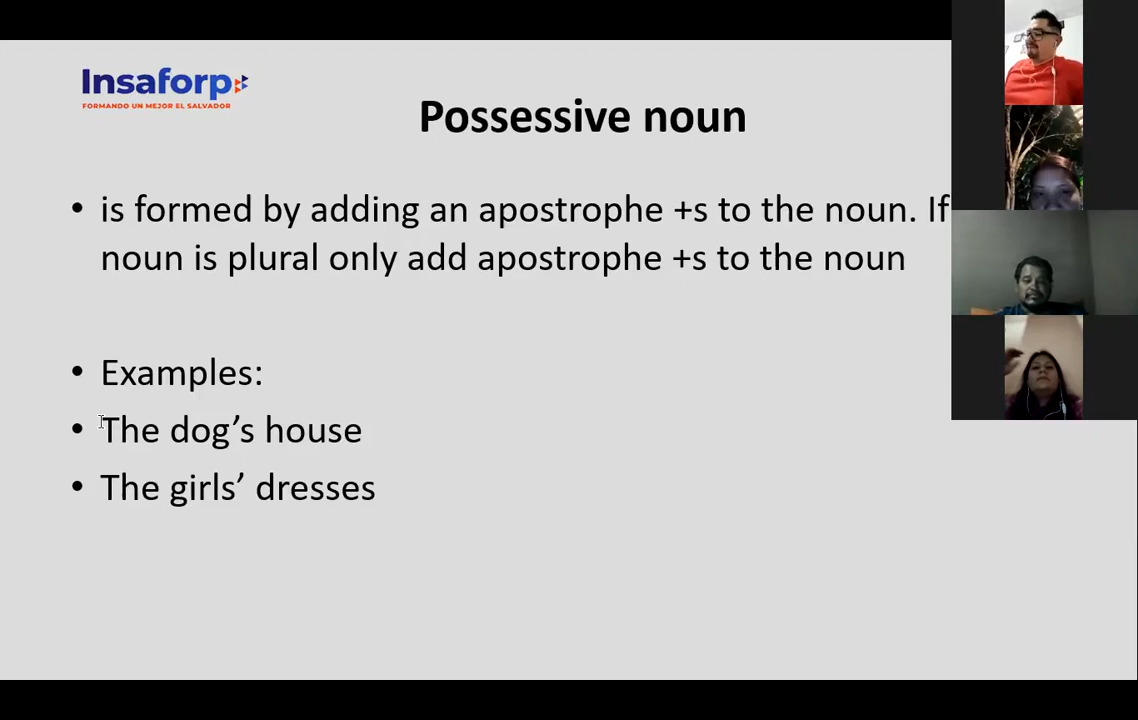 Insaforp
FORMANDO UN MEJOR EL SALVADOR
Possessive noun
• is formed by adding an apostrophe +s to the noun. If
noun is plural only add apostrophe +s to the noun
• Examples:
• The dog’s house
• The girls’ dresses